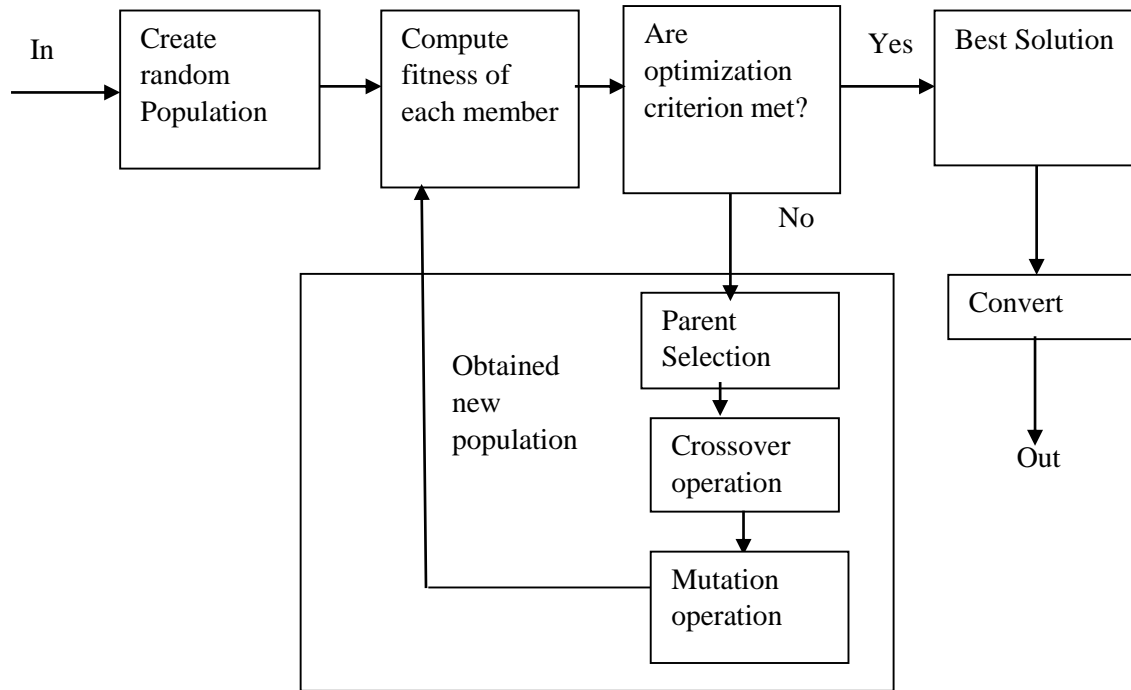 In
Create
random
Population
Compute
fitness of
each member
Are
optimization
criterion met?
Yes
Best Solution
No
Convert
Out
Parent
Selection
Crossover
operation
Mutation
operation
Obtained
new
population